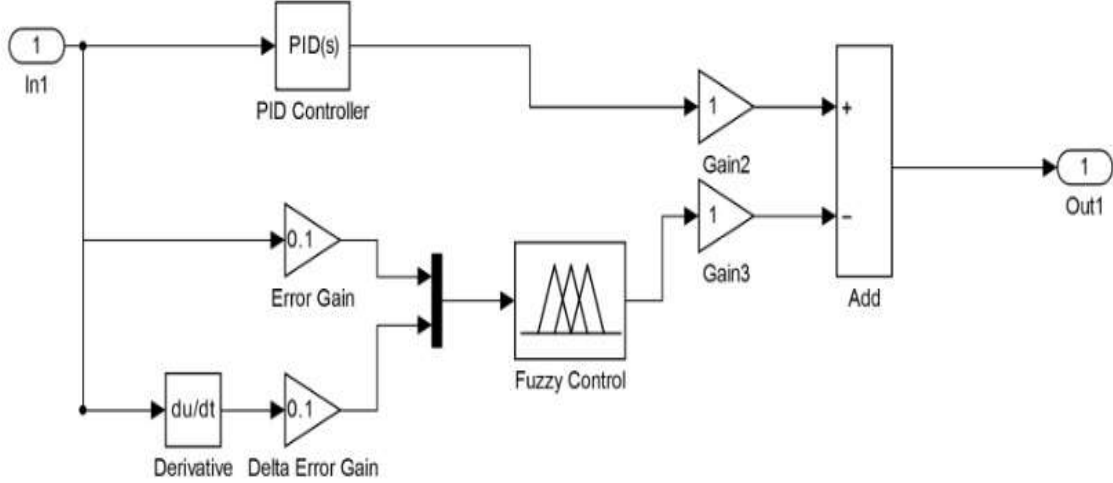 1
In1
PID(s)
PID Controller
1
Gain2
+
1
Out1
0.1
Error Gain
1
Gain3
−
Add
Fuzzy Control
du/dt
Derivative
0.1
Delta Error Gain